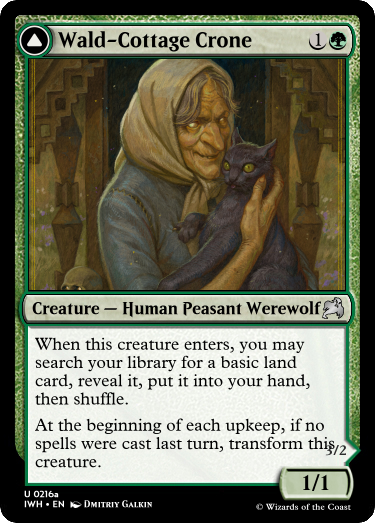 Wald-Cottage Crone 1
Creature — Human Peasant Werewolf
When this creature enters, you may
search your library for a basic land
card, reveal it, put it into your hand,
then shuffle.
At the beginning of each upkeep, if no
spells were cast last turn, transform this
creature.
3/2
1/1
U 0216a
IWH • EN Dmitriy Galkin
© Wizards of the Coast